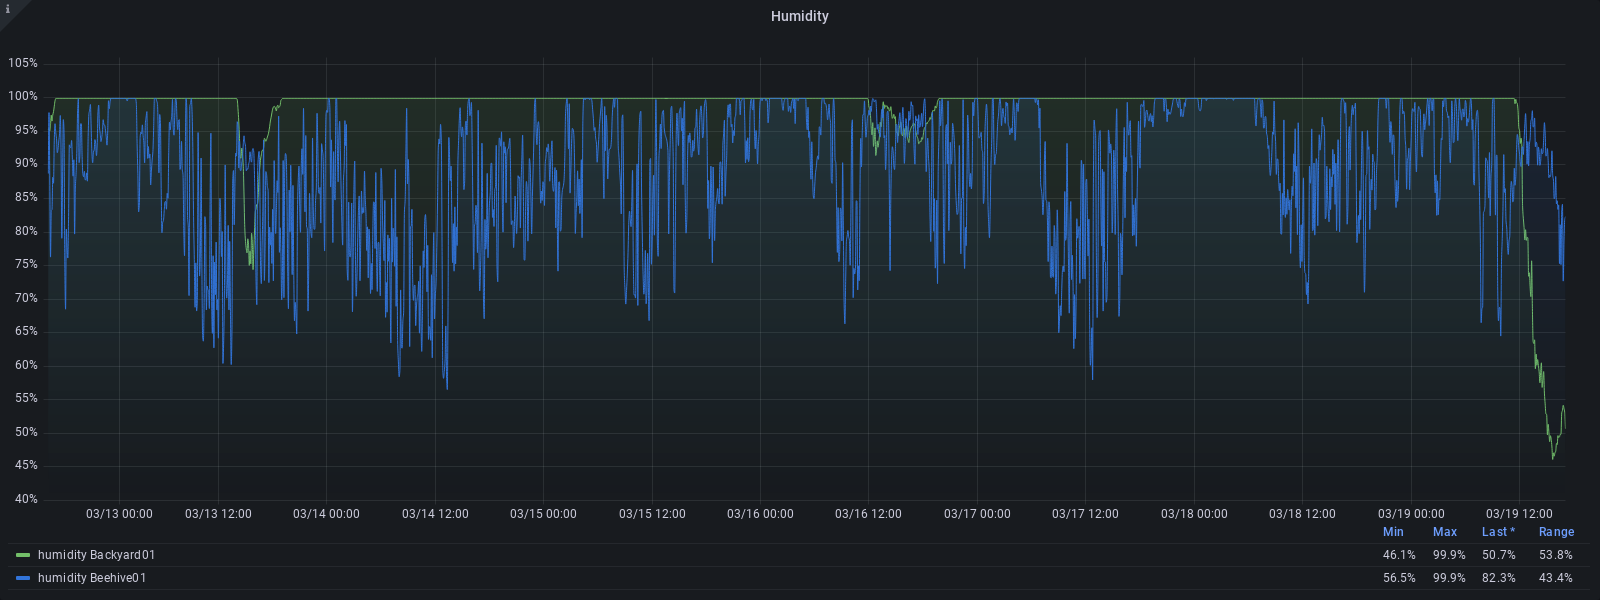 i
Humidity
105%
100%
95%
90%
85%
80%
75%
70%
65%
60%
55%
50%
45%
40%
03/13 00:00 03/13 12:00 03/14 00:00 03/14 12:00 03/15 00:00 03/15 12:00 03/16 00:00 03/16 12:00 03/17 00:00 03/17 12:00 03/18 00:00 03/18 12:00 03/19 00:00 03/19 12:00
Min Max Last * Range
humidity Backyard01 46.1% 99.9% 50.7% 53.8%
humidity Beehive01 56.5% 99.9% 82.3% 43.4%